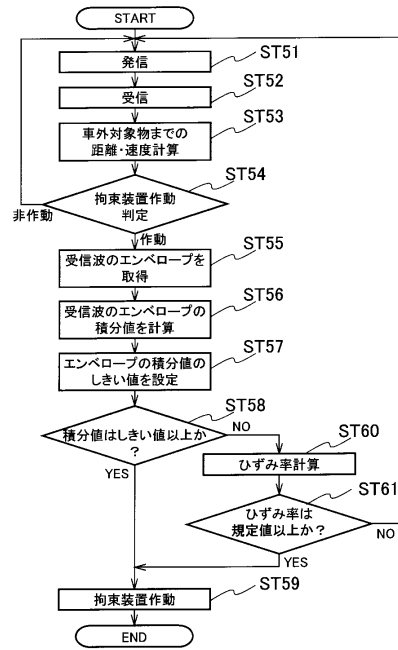 START
発信
ST51
受信
ST52
車外対象物までの
距離・速度計算
ST53
拘束装置作動
判定
ST54
非作動
作動
受信波のエンベロープを
取得
ST55
受信波のエンベロープの
積分値を計算
ST56
エンベロープの積分値の
しきい値を設定
ST57
積分値はしきい値以上か
?
ST58
NO
YES
ひずみ率計算
ST60
ひずみ率は
規定値以上か?
ST61
NO
YES
拘束装置作動
ST59
END